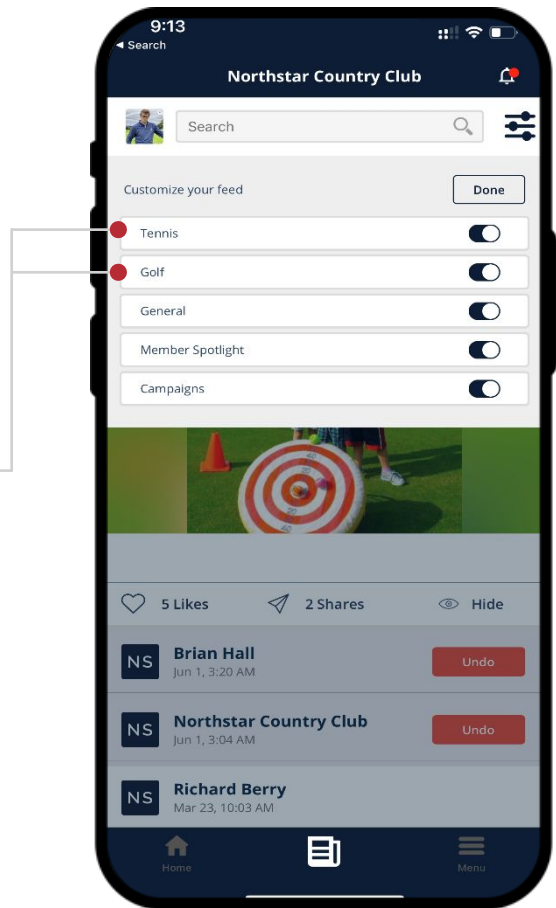 9:13
Search
Northstar Country Club
Search
Customize your feed
Done
Tennis
Golf
General
Member Spotlight
Campaigns
5 Likes
2 Shares
Hide
NS
Brian Hall
Jun 1, 3:20 AM
Undo
NS
Northstar Country Club
Jun 1, 3:04 AM
Undo
NS
Richard Berry
Mar 23, 10:03 AM
Home
Menu